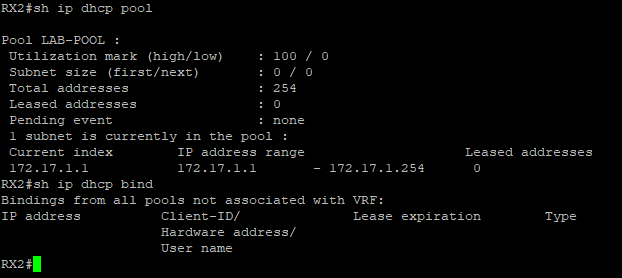 RX2#sh ip dhcp pool
Pool LAB-POOL :
Utilization mark (high/low) : 100 / 0
Subnet size (first/next) : 0 / 0
Total addresses : 254
Leased addresses : 0
Pending event : none
1 subnet is currently in the pool :
Current index IP address range Leased addresses
172.17.1.1 172.17.1.1 - 172.17.1.254 0
RX2#sh ip dhcp bind
Bindings from all pools not associated with VRF:
IP address Client-ID/ Lease expiration Type
Hardware address/
User name
RX2#